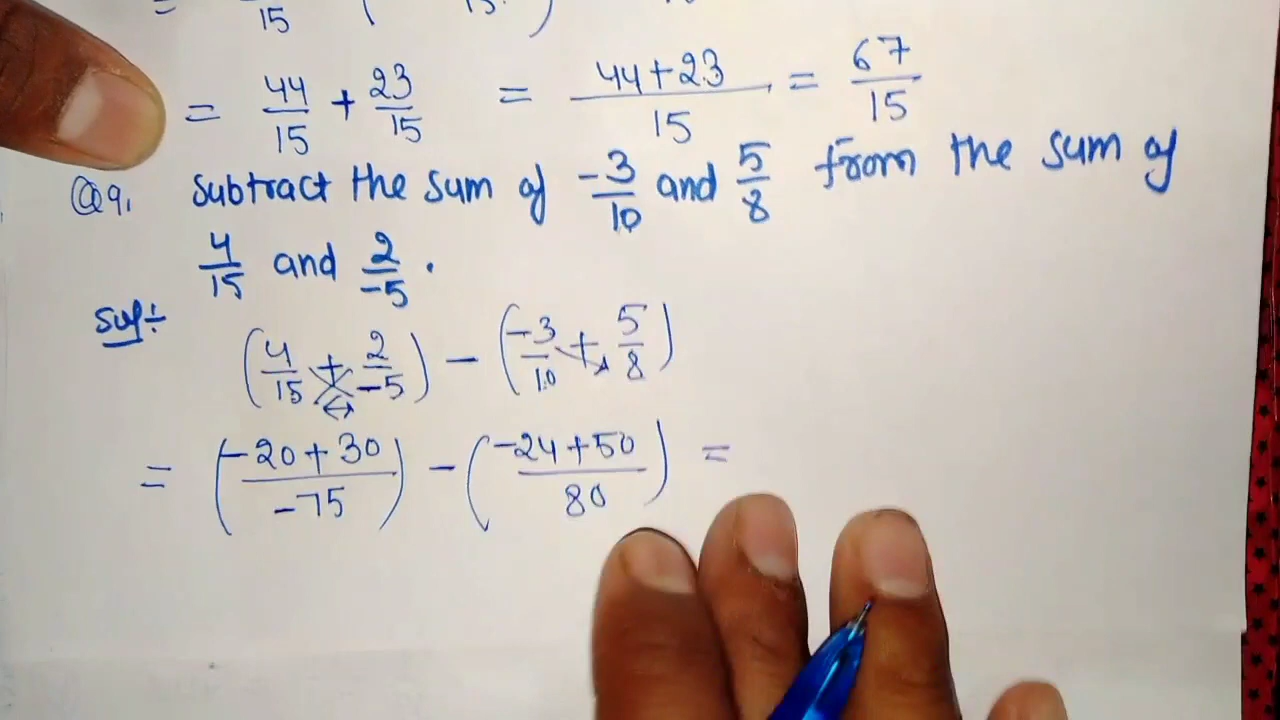 = 15 ( 15
= 44/15 + 23/15 = 44+23/15 = 67/15
Q9. Subtract the sum of -3/10 and 5/8 from the sum of
4/15 and 2/-5 .
Sol:-
(4/15 + 2/-5) - (-3/10 + 5/8)
= (-20+30/-75) - (-24+50/80) =